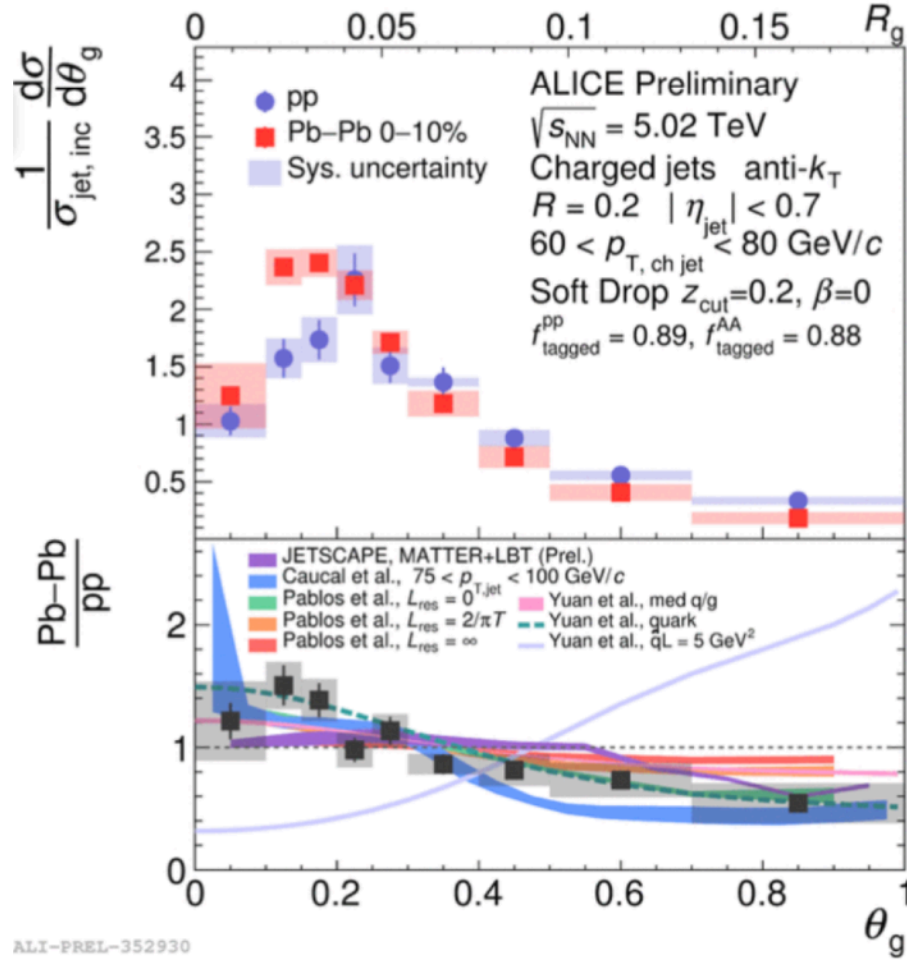 0 0.05 0.1 0.15 R_g
1/σ_jet, inc dσ/dθ_g
4
3.5
3
2.5
2
1.5
1
0.5
pp
Pb–Pb 0–10%
Sys. uncertainty
ALICE Preliminary
√s_NN = 5.02 TeV
Charged jets anti-k_T
R = 0.2 | η_jet | < 0.7
60 < p_T, ch jet < 80 GeV/c
Soft Drop z_cut=0.2, β=0
f^pp_tagged = 0.89, f^AA_tagged = 0.88
Pb–Pb/pp
2
1
0
JETSCAPE, MATTER+LBT (Prel.)
Caucal et al., 75 < p_T,jet < 100 GeV/c
Pablos et al., L_res = 0
Pablos et al., L_res = 2/πT
Pablos et al., L_res = ∞
Yuan et al., med q/g
Yuan et al., quark
Yuan et al., q̂L = 5 GeV²
0 0.2 0.4 0.6 0.8 1
θ_g
ALI-PREL-352930